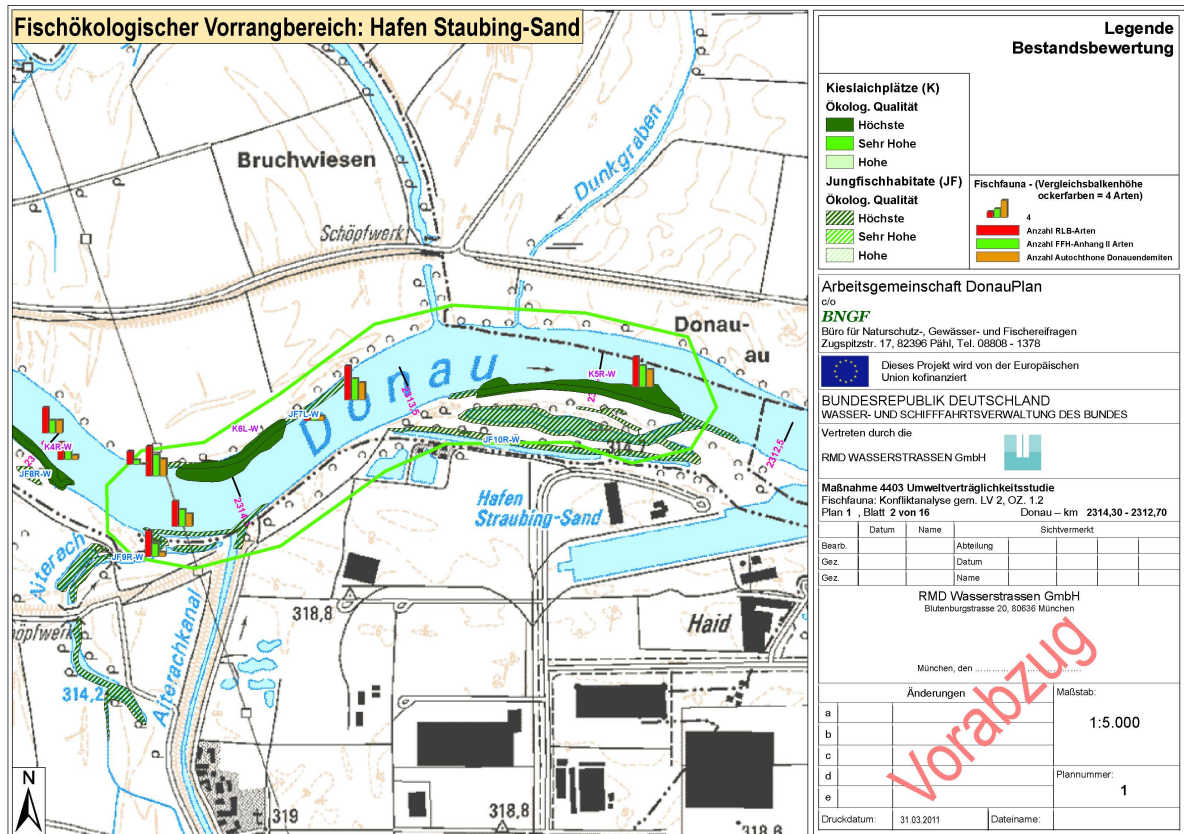 Fischökologischer Vorrangbereich: Hafen Staubing-Sand
Bruchwiesen
Dunkgraben
Schöpfwerk
Donau-
au
Donau
K5R-W
2313.5
JF7L-W
K6L-W
K4R-W
JF8R-W
JF10R-W
314,1
2312.5
2314.
Hafen
Straubing-Sand
JF9R-W
Aiterach
Aiterachkanal
318,8
Haid
314,2
319
318,8
318,6
N
Legende
Bestandsbewertung
Kieslaichplätze (K)
Ökolog. Qualität
Höchste
Sehr Hohe
Hohe
Jungfischhabitate (JF)
Ökolog. Qualität
Höchste
Sehr Hohe
Hohe
Fischfauna - (Vergleichsbalkenhöhe
ockerfarben = 4 Arten)
4
Anzahl RLB-Arten
Anzahl FFH-Anhang II Arten
Anzahl Autochthone Donauendemiten
Arbeitsgemeinschaft DonauPlan
c/o
BNGF
Büro für Naturschutz-, Gewässer- und Fischereifragen
Zugspitzstr. 17, 82396 Pähl, Tel. 08808 - 1378
Dieses Projekt wird von der Europäischen
Union kofinanziert
BUNDESREPUBLIK DEUTSCHLAND
WASSER- UND SCHIFFFAHRTSVERWALTUNG DES BUNDES
Vertreten durch die
RMD WASSERSTRASSEN GmbH
Maßnahme 4403 Umweltverträglichkeitsstudie
Fischfauna: Konfliktanalyse gem. LV 2, OZ. 1.2
Plan 1 , Blatt 2 von 16 Donau – km 2314,30 - 2312,70
Datum Name Sichtvermerkt
Bearb. Abteilung
Gez. Datum
Gez. Name
RMD Wasserstrassen GmbH
Blutenburgstrasse 20, 80636 München
München, den
Vorabzug
Änderungen
Maßstab:
a
1:5.000
b
c
d
Plannummer:
e
1
Druckdatum: 31.03.2011 Dateiname: